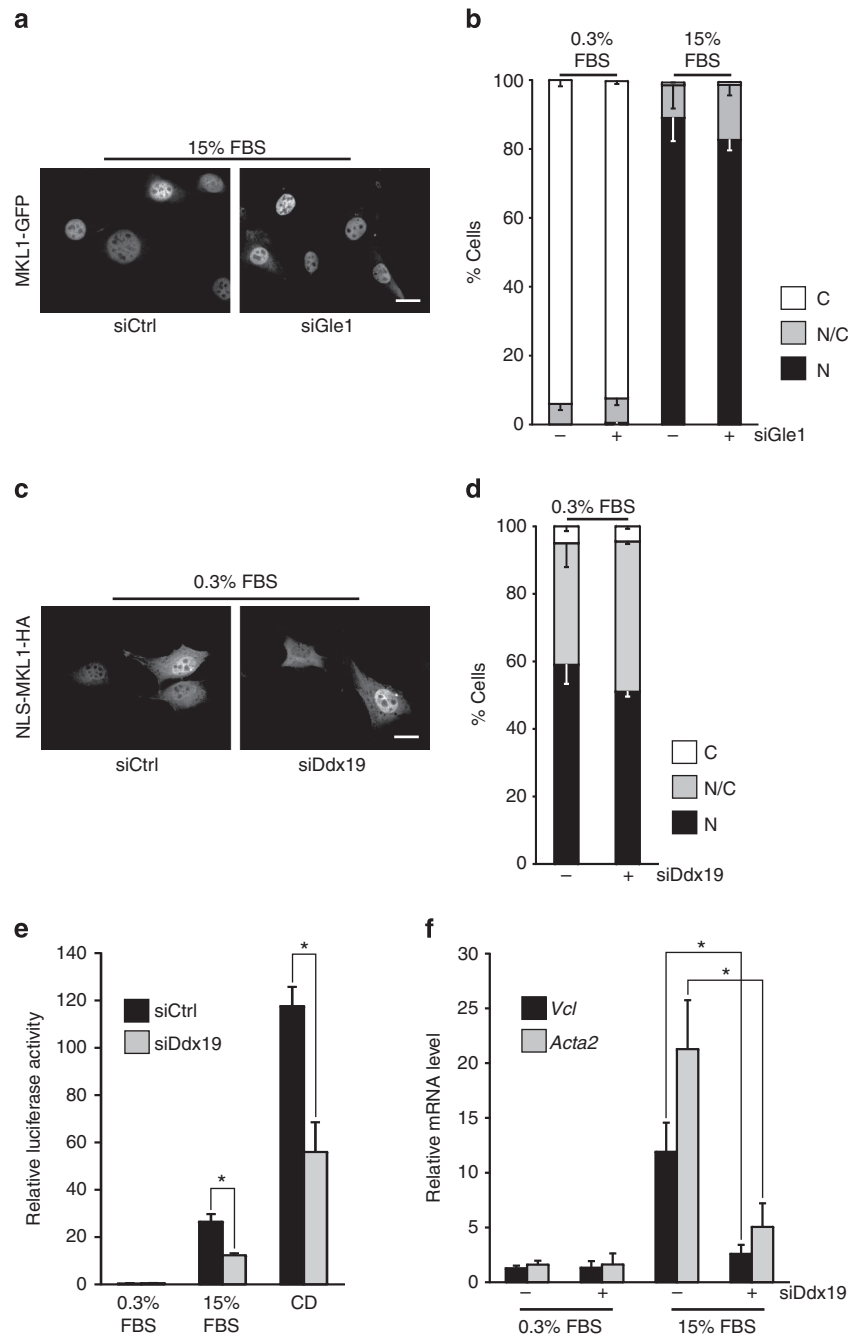 a
15% FBS
MKL1-GFP
siCtrl
siGle1
b
0.3%
FBS
15%
FBS
% Cells
100
80
60
40
20
0
– + – + siGle1
C
N/C
N
c
0.3% FBS
NLS-MKL1-HA
siCtrl
siDdx19
d
0.3% FBS
% Cells
100
80
60
40
20
0
– + siDdx19
C
N/C
N
e
Relative luciferase activity
140
120
100
80
60
40
20
0
siCtrl
siDdx19
*
*
0.3%
FBS
15%
FBS
CD
f
Relative mRNA level
30
25
20
15
10
5
0
Vcl
Acta2
*
*
– + – + siDdx19
0.3% FBS
15% FBS